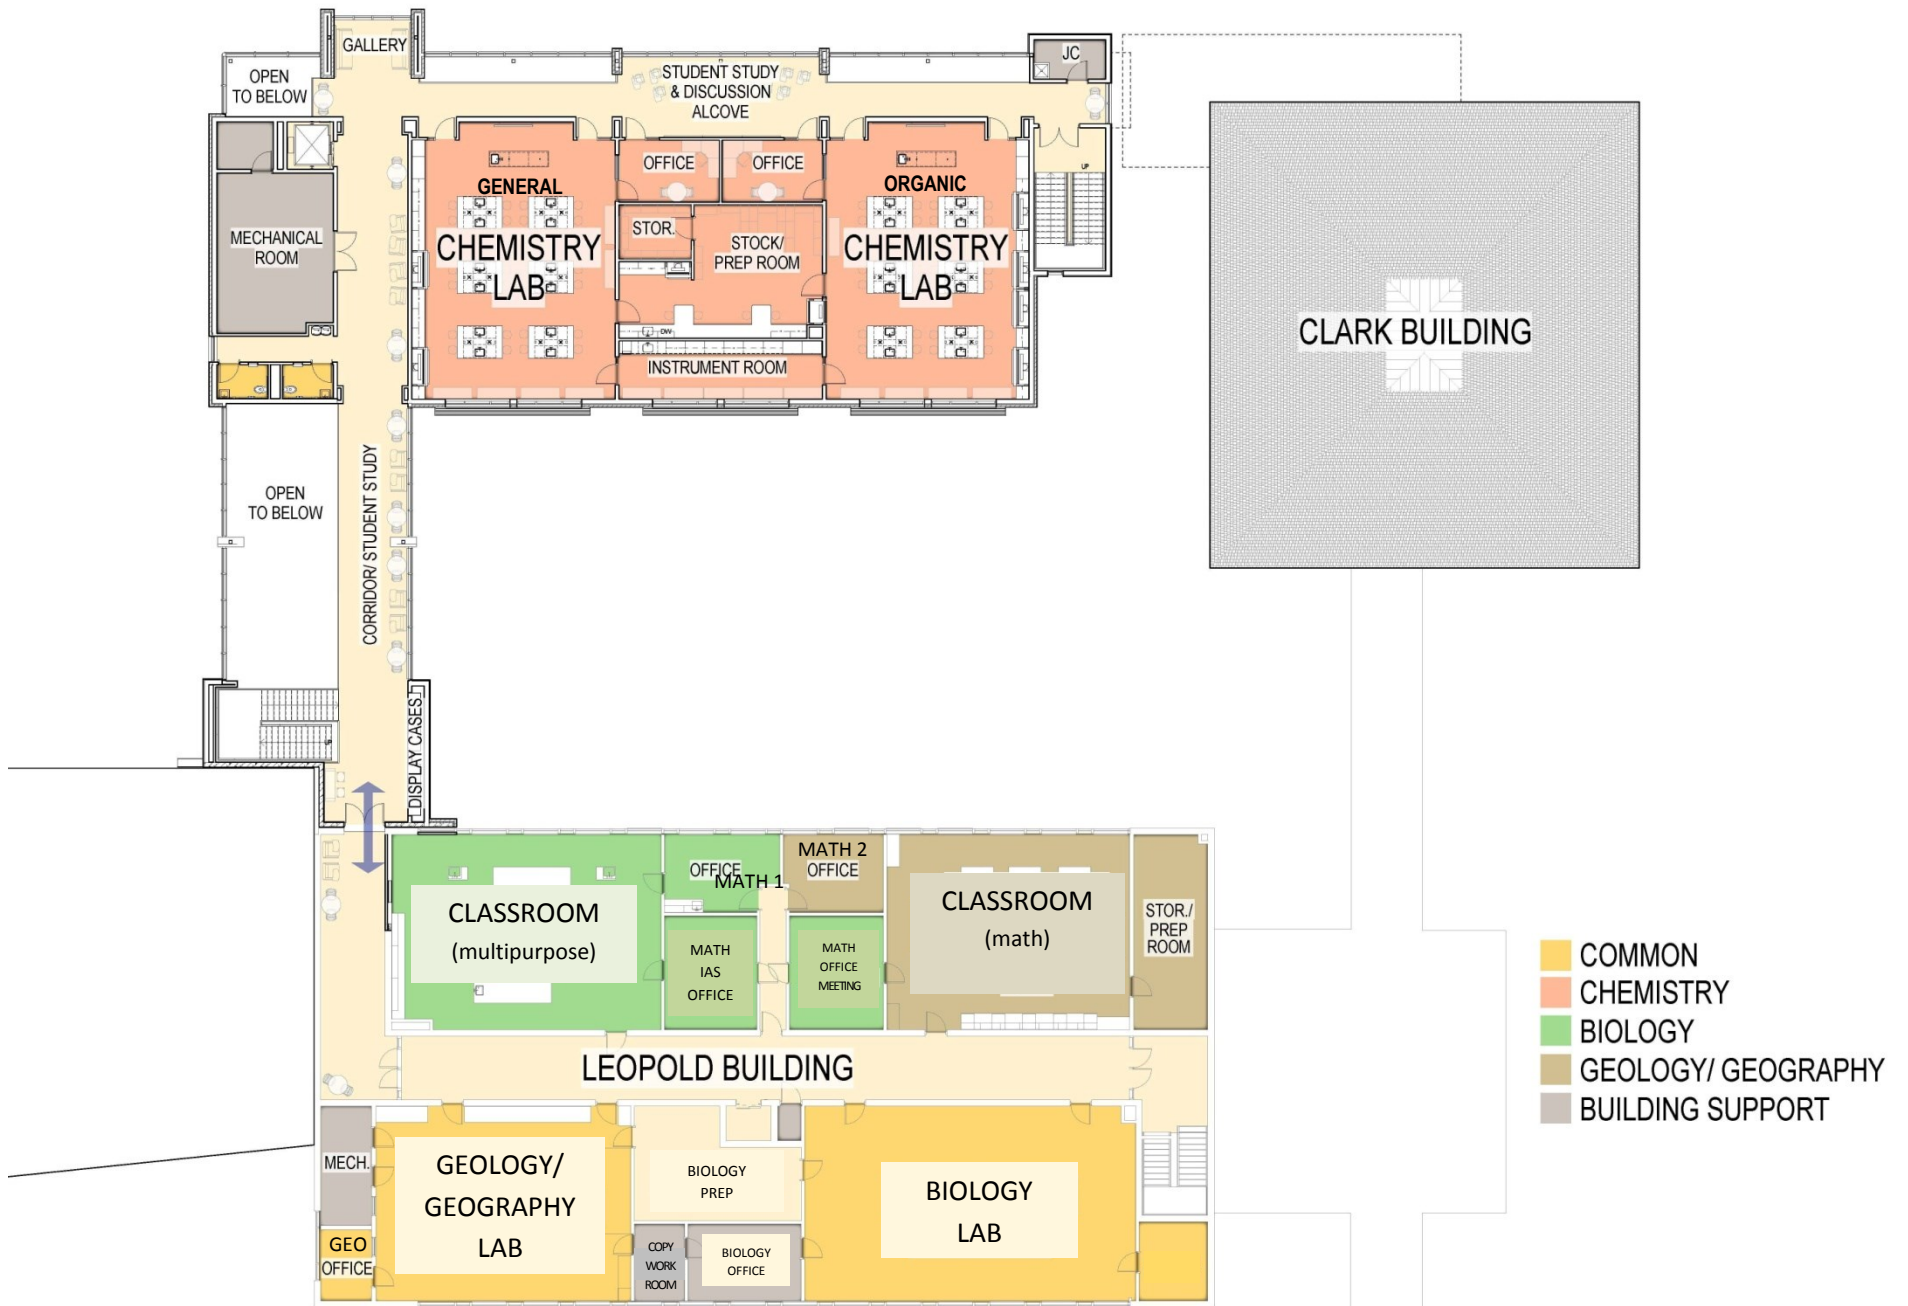 GALLERY
JC
OPEN
TO BELOW
STUDENT STUDY
& DISCUSSION
ALCOVE
OFFICE
OFFICE
GENERAL
CHEMISTRY
LAB
ORGANIC
CHEMISTRY
LAB
UP
STOR.
STOCK/
PREP ROOM
MECHANICAL
ROOM
DW
INSTRUMENT ROOM
CLARK BUILDING
OPEN
TO BELOW
CORRIDOR/ STUDENT STUDY
UP
DISPLAY CASES
CLASSROOM
(multipurpose)
OFFICE
MATH 1
MATH 2
OFFICE
MATH
IAS
OFFICE
MATH
OFFICE
MEETING
CLASSROOM
(math)
STOR./
PREP
ROOM
LEOPOLD BUILDING
MECH.
GEO
OFFICE
GEOLOGY/
GEOGRAPHY
LAB
BIOLOGY
PREP
COPY
WORK
ROOM
BIOLOGY
OFFICE
BIOLOGY
LAB
COMMON
CHEMISTRY
BIOLOGY
GEOLOGY/ GEOGRAPHY
BUILDING SUPPORT